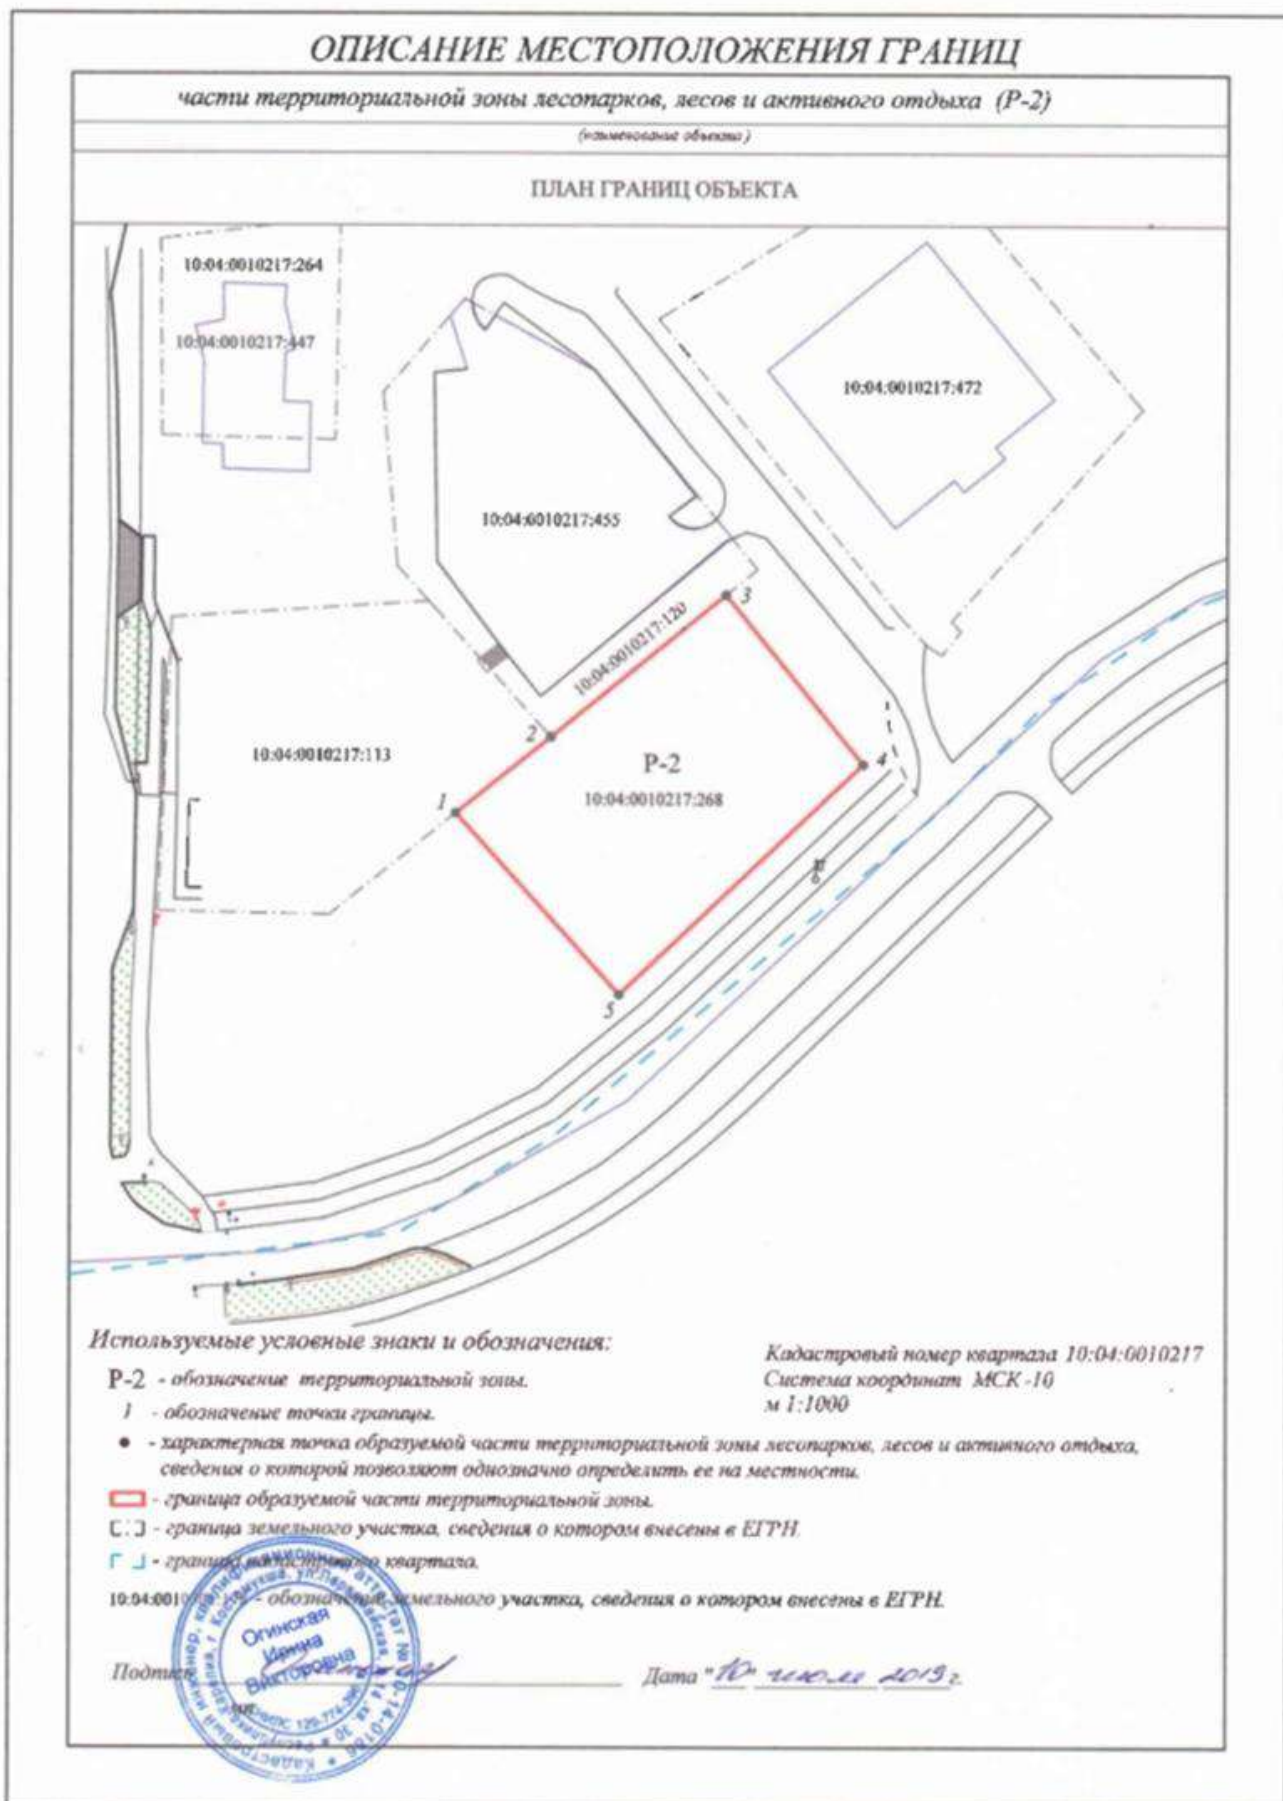 ОПИСАНИЕ МЕСТОПОЛОЖЕНИЯ ГРАНИЦ
части территориальной зоны лесопарков, лесов и активного отдыха (Р-2)
(наименование объекта)
ПЛАН ГРАНИЦ ОБЪЕКТА
10:04:0010217:264
10:04:0010217:447
10:04:0010217:472
10:04:0010217:455
3
10:04:0010217:120
2
10:04:0010217:113
Р-2
4
10:04:0010217:268
1
5
Используемые условные знаки и обозначения:
Кадастровый номер квартала 10:04:0010217
Система координат МСК-10
м 1:1000
Р-2 - обозначение территориальной зоны.
1 - обозначение точки границы.
● - характерная точка образуемой части территориальной зоны лесопарков, лесов и активного отдыха,
сведения о которой позволяют однозначно определить ее на местности.
- граница образуемой части территориальной зоны.
- граница земельного участка, сведения о котором внесены в ЕГРН.
- граница кадастрового квартала.
10:04:001 - обозначение земельного участка, сведения о котором внесены в ЕГРН.
Огинская
Ирина
Викторовна
Подпись
Дата "10" июля 2019 г.